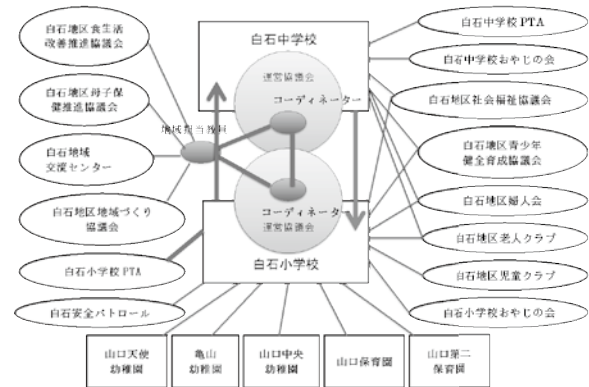 白石地区食生活
改善推進協議会
白石地区母子保
健推進協議会
白石地域
交流センター
白石地区地域づくり
協議会
白石小学校PTA
白石安全パトロール
白石中学校
運営協議会
コーディネーター
地域担当教員
コーディネーター
運営協議会
白石小学校
白石中学校PTA
白石中学校おやじの会
白石地区社会福祉協議会
白石地区青少年
健全育成協議会
白石地区婦人会
白石地区老人クラブ
白石地区児童クラブ
白石小学校おやじの会
山口天使
幼稚園
亀山
幼稚園
山口中央
幼稚園
山口保育園
山口第二
保育園